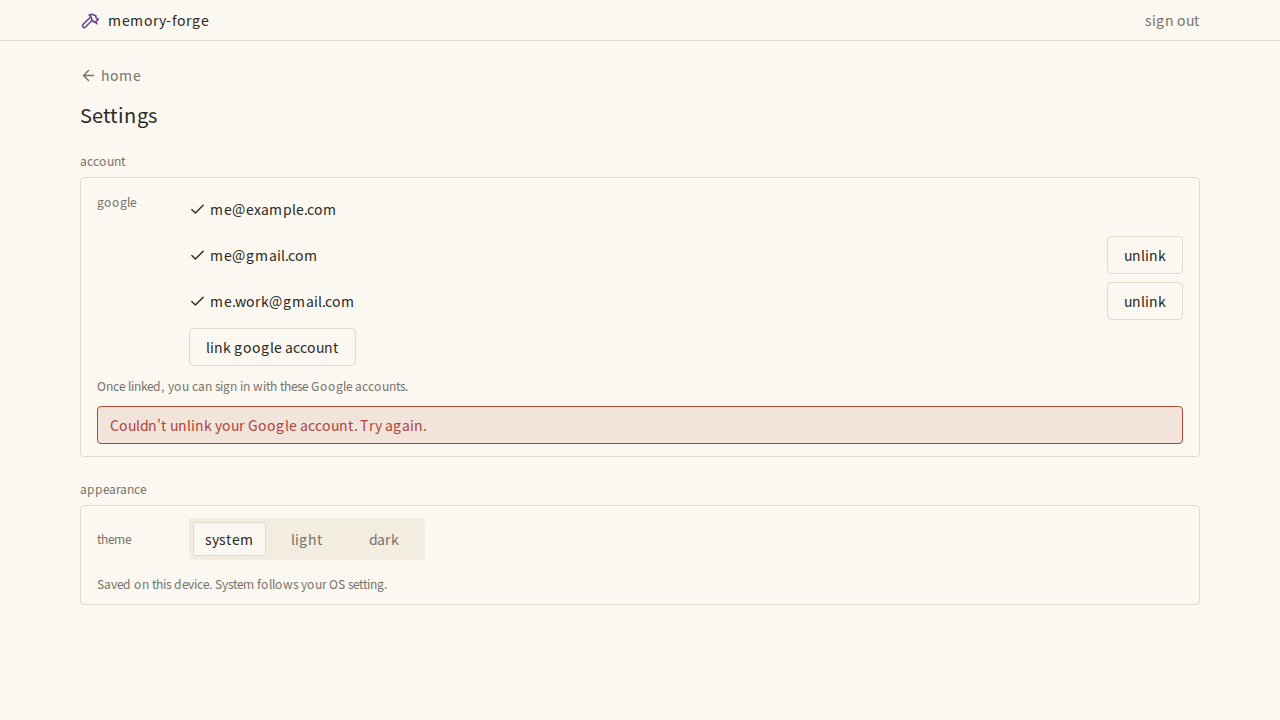 memory-forge
sign out
home
Settings
account
google
me@example.com
me@gmail.com
unlink
me.work@gmail.com
unlink
link google account
Once linked, you can sign in with these Google accounts.
Couldn't unlink your Google account. Try again.
appearance
theme
system
light
dark
Saved on this device. System follows your OS setting.